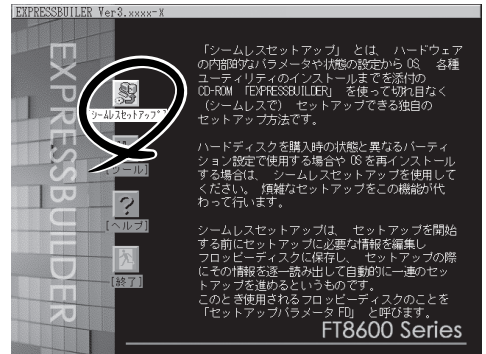 EXPRESSBUILER Ver3.xxxx-X
EXPRESSBUILDER
シームレスセットアップ
[ツール]
[ヘルプ]
[終了]
「シームレスセットアップ」 とは、 ハードウェア
の内部的なパラメータや状態の設定から OS、 各種
ユーティリティのインストールまでを添付の
CD-ROM 「EXPRESSBUILDER」 を使って切れ目なく
(シームレスで) セットアップできる独自の
セットアップ方法です。
ハードディスクを購入時の状態と異なるパーティ
ション設定で使用する場合や OS を再インストール
する場合は、 シームレスセットアップを使用して
ください。 煩雑なセットアップをこの機能が代
わって行います。
シームレスセットアップは、 セットアップを開始
する前にセットアップに必要な情報を編集し
フロッピーディスクに保存し、 セットアップの際
にその情報を逐一読み出して自動的に一連のセッ
トアップを進めるというものです。
このとき使用されるフロッピーディスクのことを
「セットアップパラメータ FD」 と呼びます。
FT8600 Series